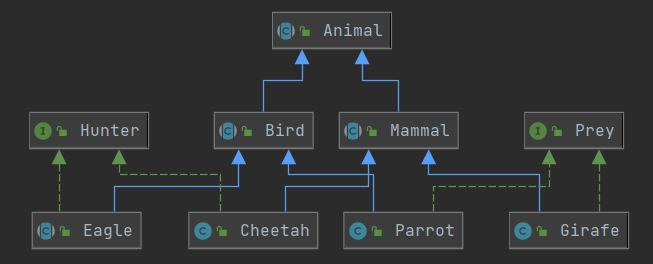 C Animal
I Hunter
C Bird
C Mammal
I Prey
C Eagle
C Cheetah
C Parrot
C Girafe